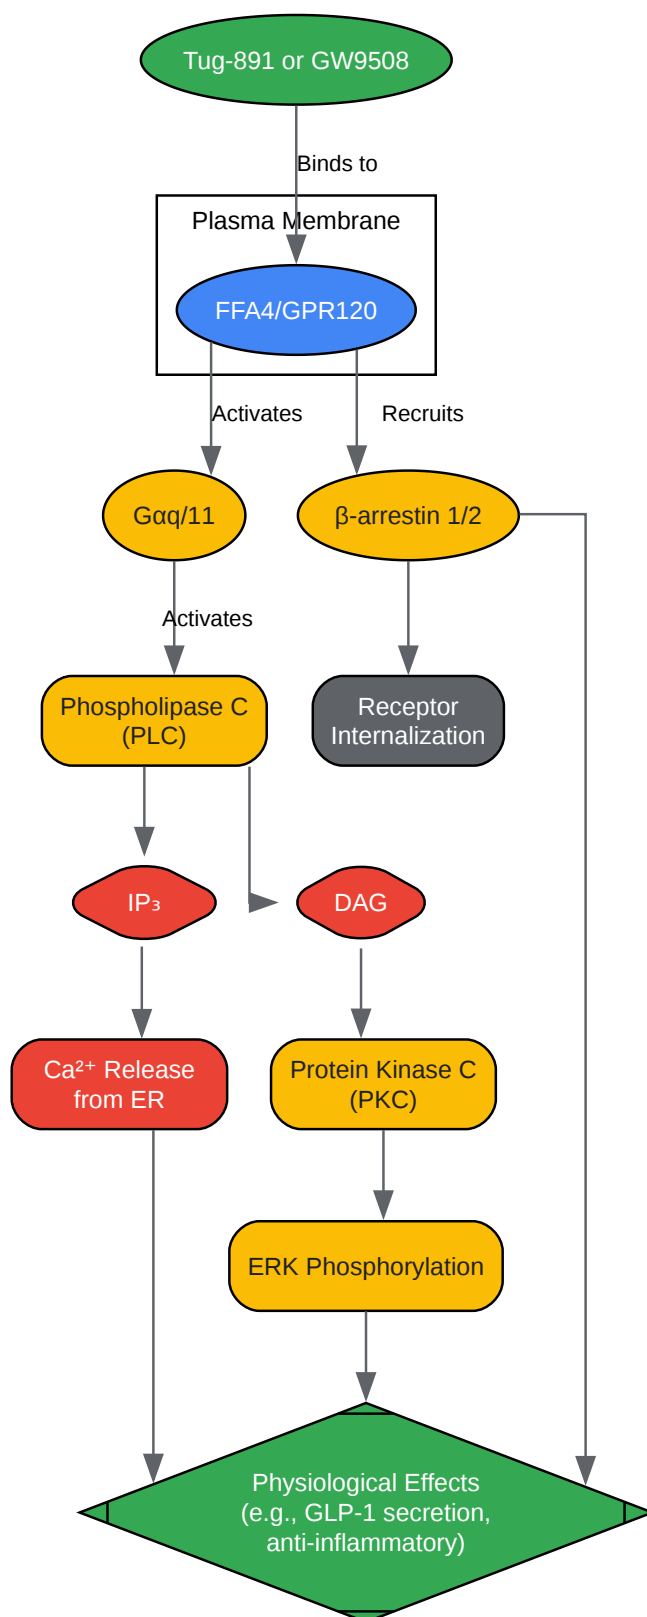 Tug-891 or GW9508
Binds to
Plasma Membrane
FFA4/GPR120
Activates
Recruits
Gαq/11
β-arrestin 1/2
Activates
Phospholipase C
(PLC)
Receptor
Internalization
IP₃
DAG
Ca²⁺ Release
from ER
Protein Kinase C
(PKC)
ERK Phosphorylation
Physiological Effects
(e.g., GLP-1 secretion,
anti-inflammatory)